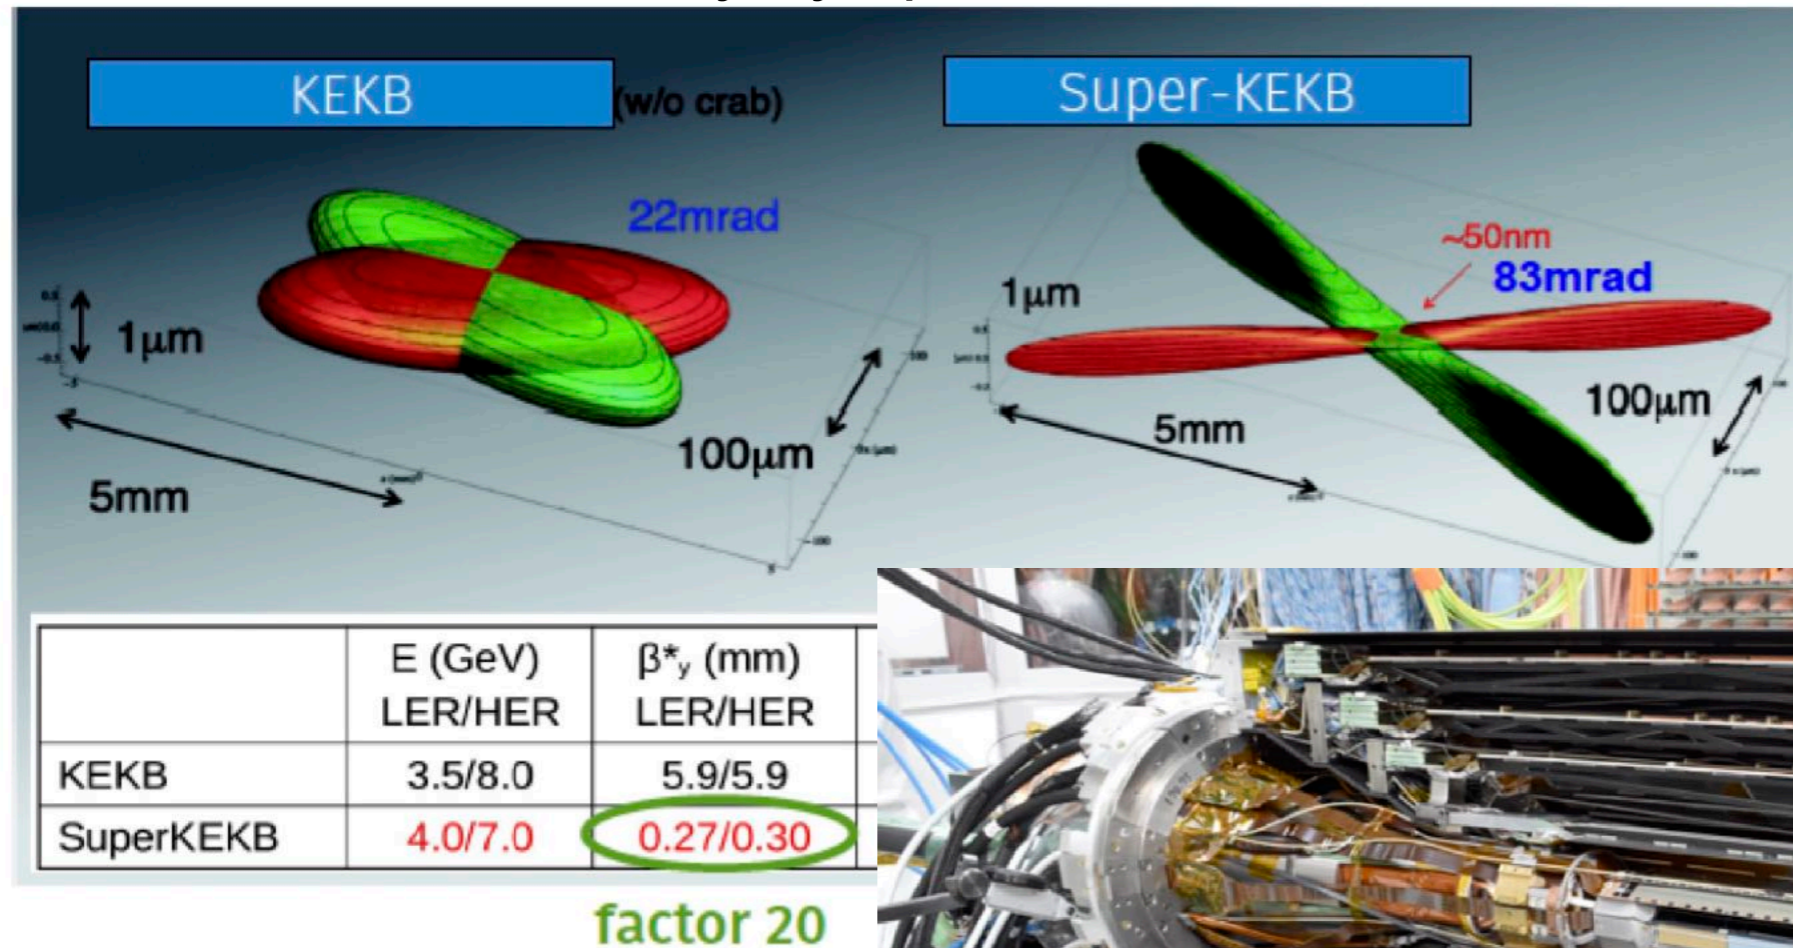 KEKB
(w/o crab)
Super-KEKB
22mrad
~50nm
83mrad
1μm
1μm
100μm
5mm
5mm
100μm
E (GeV)
LER/HER
β*y (mm)
LER/HER
KEKB
3.5/8.0
5.9/5.9
SuperKEKB
4.0/7.0
0.27/0.30
factor 20